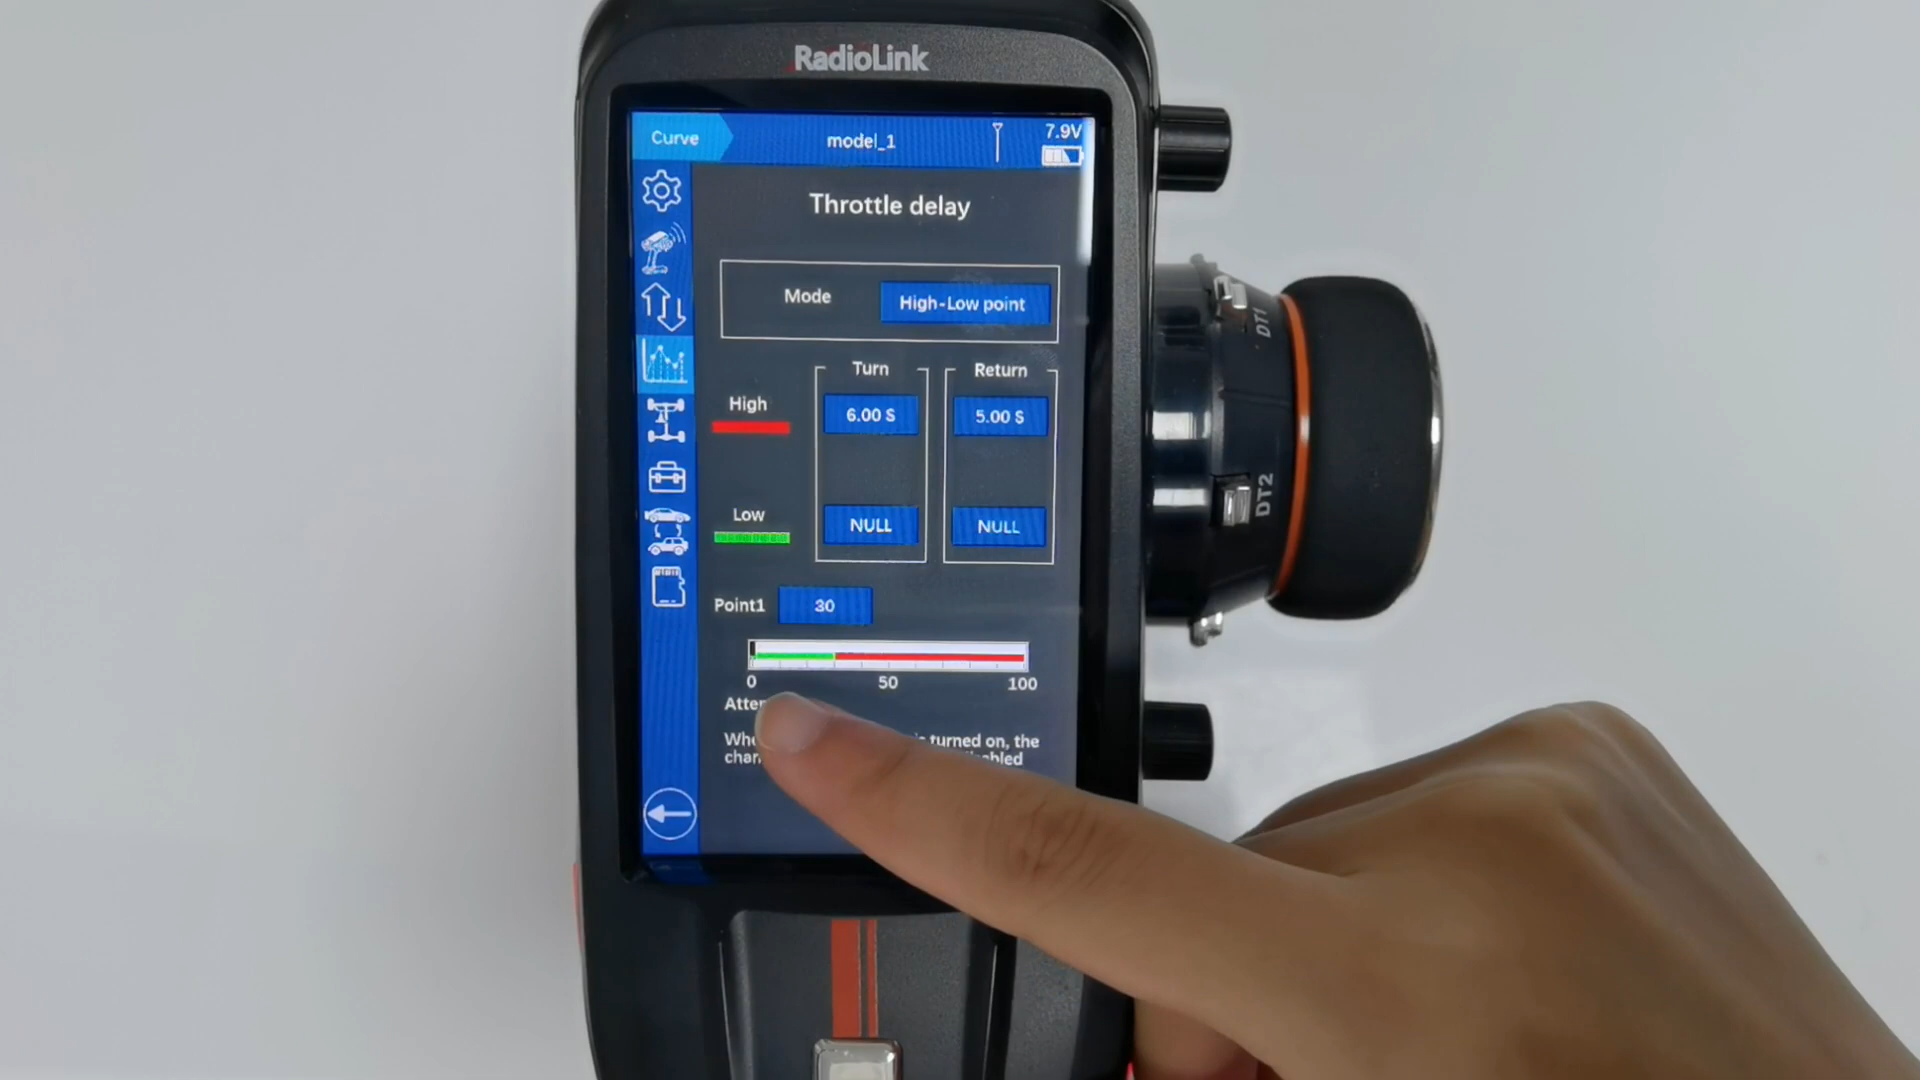 RadioLink
Curve
model_1
7.9V
Throttle delay
Mode
High-Low point
Turn
Return
High
6.00 S
5.00 S
Low
NULL
NULL
Point1
30
0
50
100
turned on, the
DT1
DT2